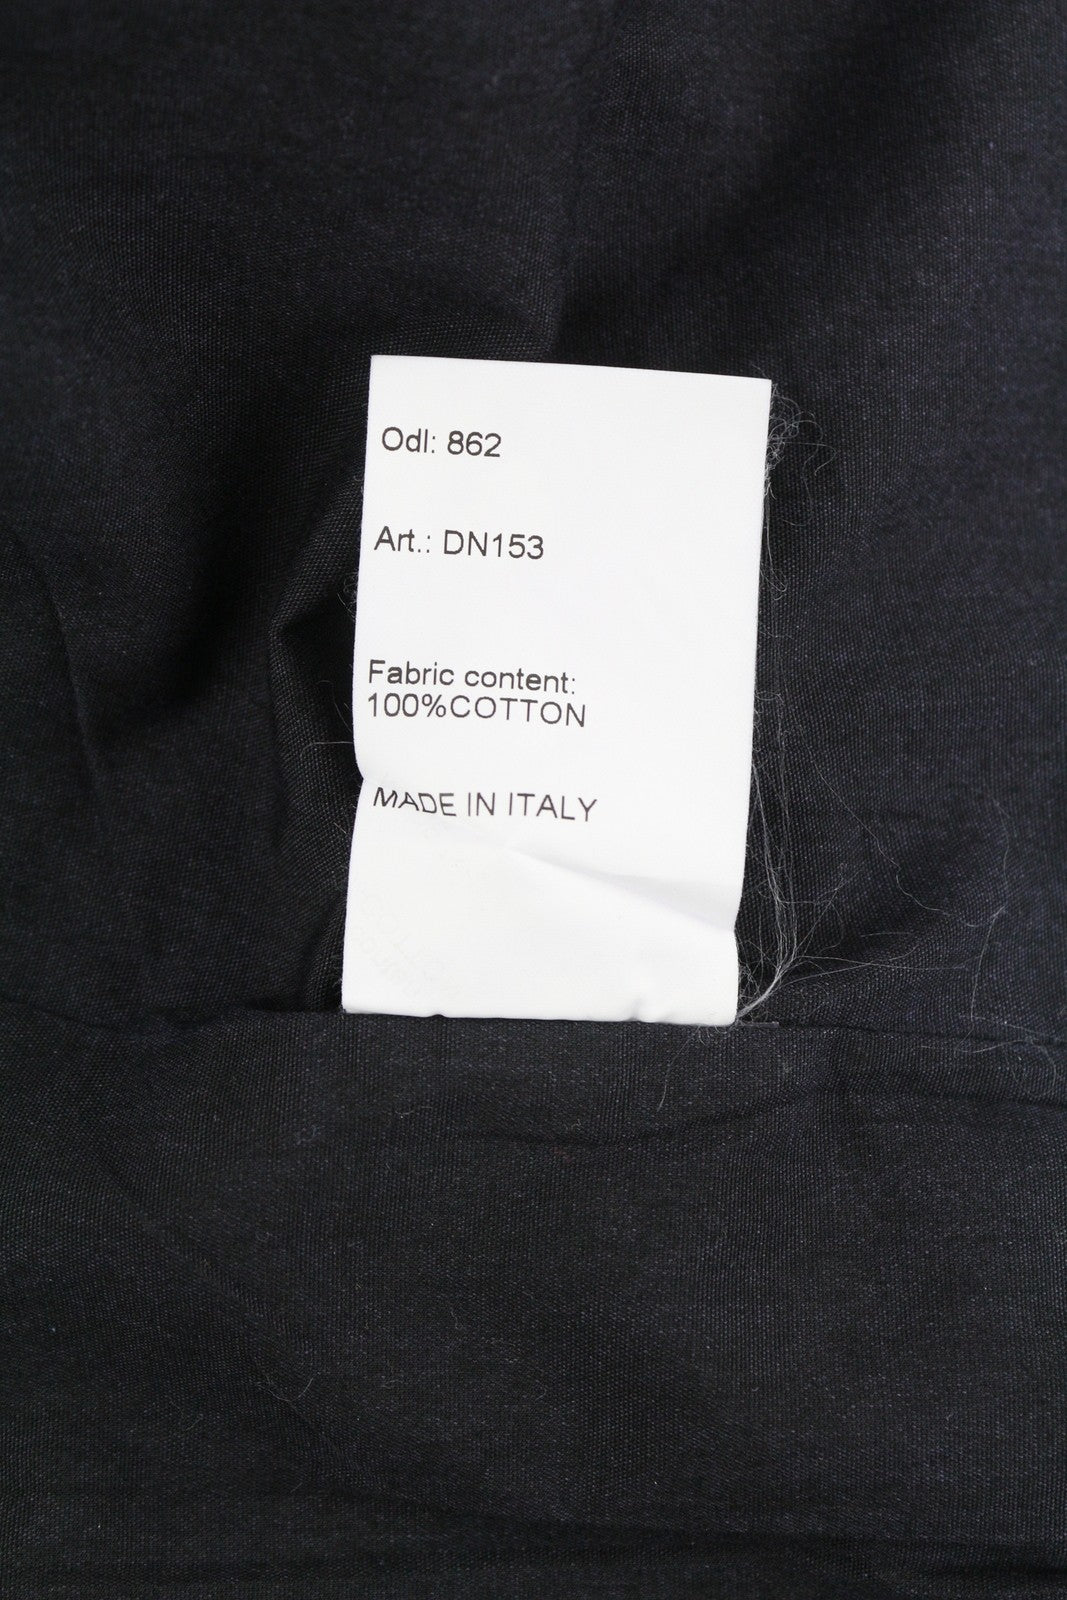 Odl: 862
Art.: DN153
Fabric content:
100%COTTON
MADE IN ITALY